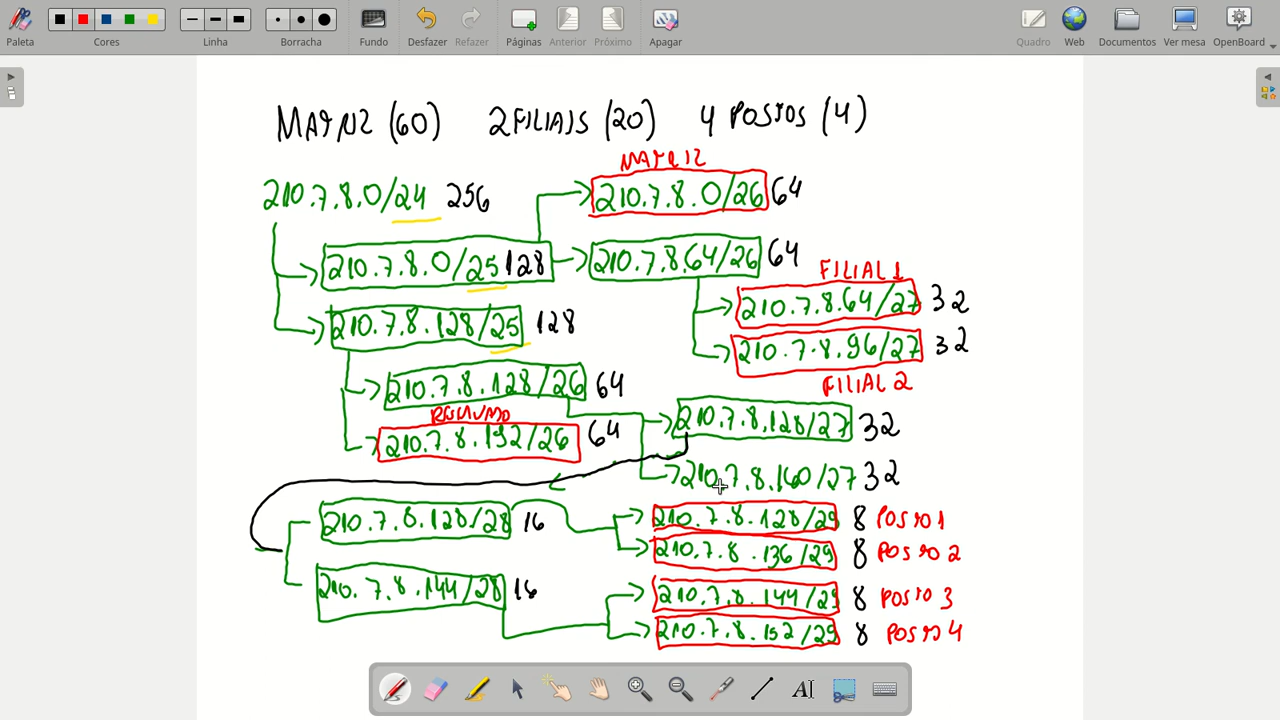 Paleta Cores Linha Borracha Fundo Desfazer Refazer Páginas Anterior Próximo Apagar Quadro Web Documentos Ver mesa OpenBoard
MATRIZ (60) 2 FILIAIS (20) 4 POSTOS (4)
MATRIZ
210.7.8.0/24 256
210.7.8.0/26 64
210.7.8.0/25 128
210.7.8.64/26 64
FILIAL 1
210.7.8.64/27 32
210.7.8.128/25 128
210.7.8.96/27 32
FILIAL 2
210.7.8.128/26 64
210.7.8.192/26 64
210.7.8.128/27 32
210.7.8.160/27 32
210.7.8.128/28 16
210.7.8.128/29 8 POSTO 1
210.7.8.136/29 8 POSTO 2
210.7.8.144/28 16
210.7.8.144/29 8 POSTO 3
210.7.8.152/29 8 POSTO 4